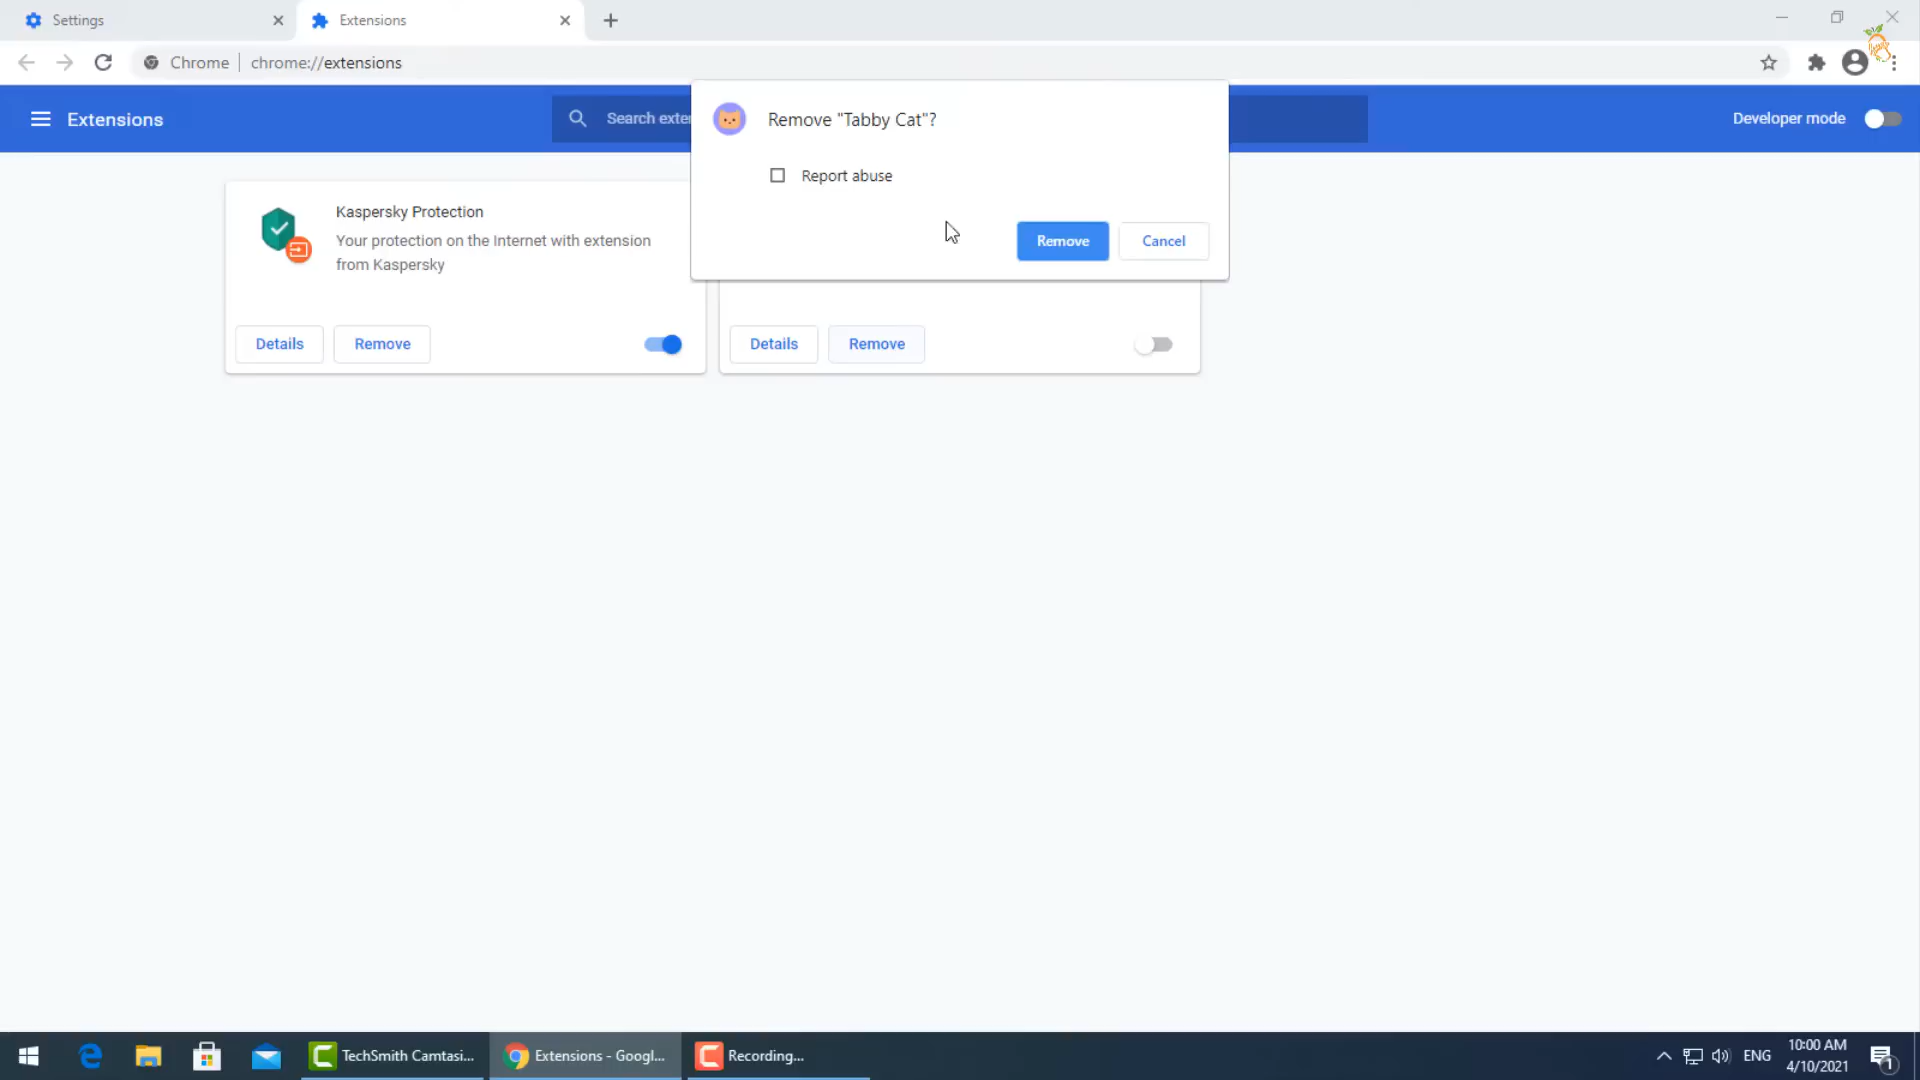 Settings
Extensions
Chrome
chrome://extensions
Extensions
Search exte
Developer mode
Remove "Tabby Cat"?
Report abuse
Remove
Cancel
Kaspersky Protection
Your protection on the Internet with extension
from Kaspersky
Details
Remove
Details
Remove
TechSmith Camtasi...
Extensions - Googl...
Recording...
ENG
10:00 AM
4/10/2021
1